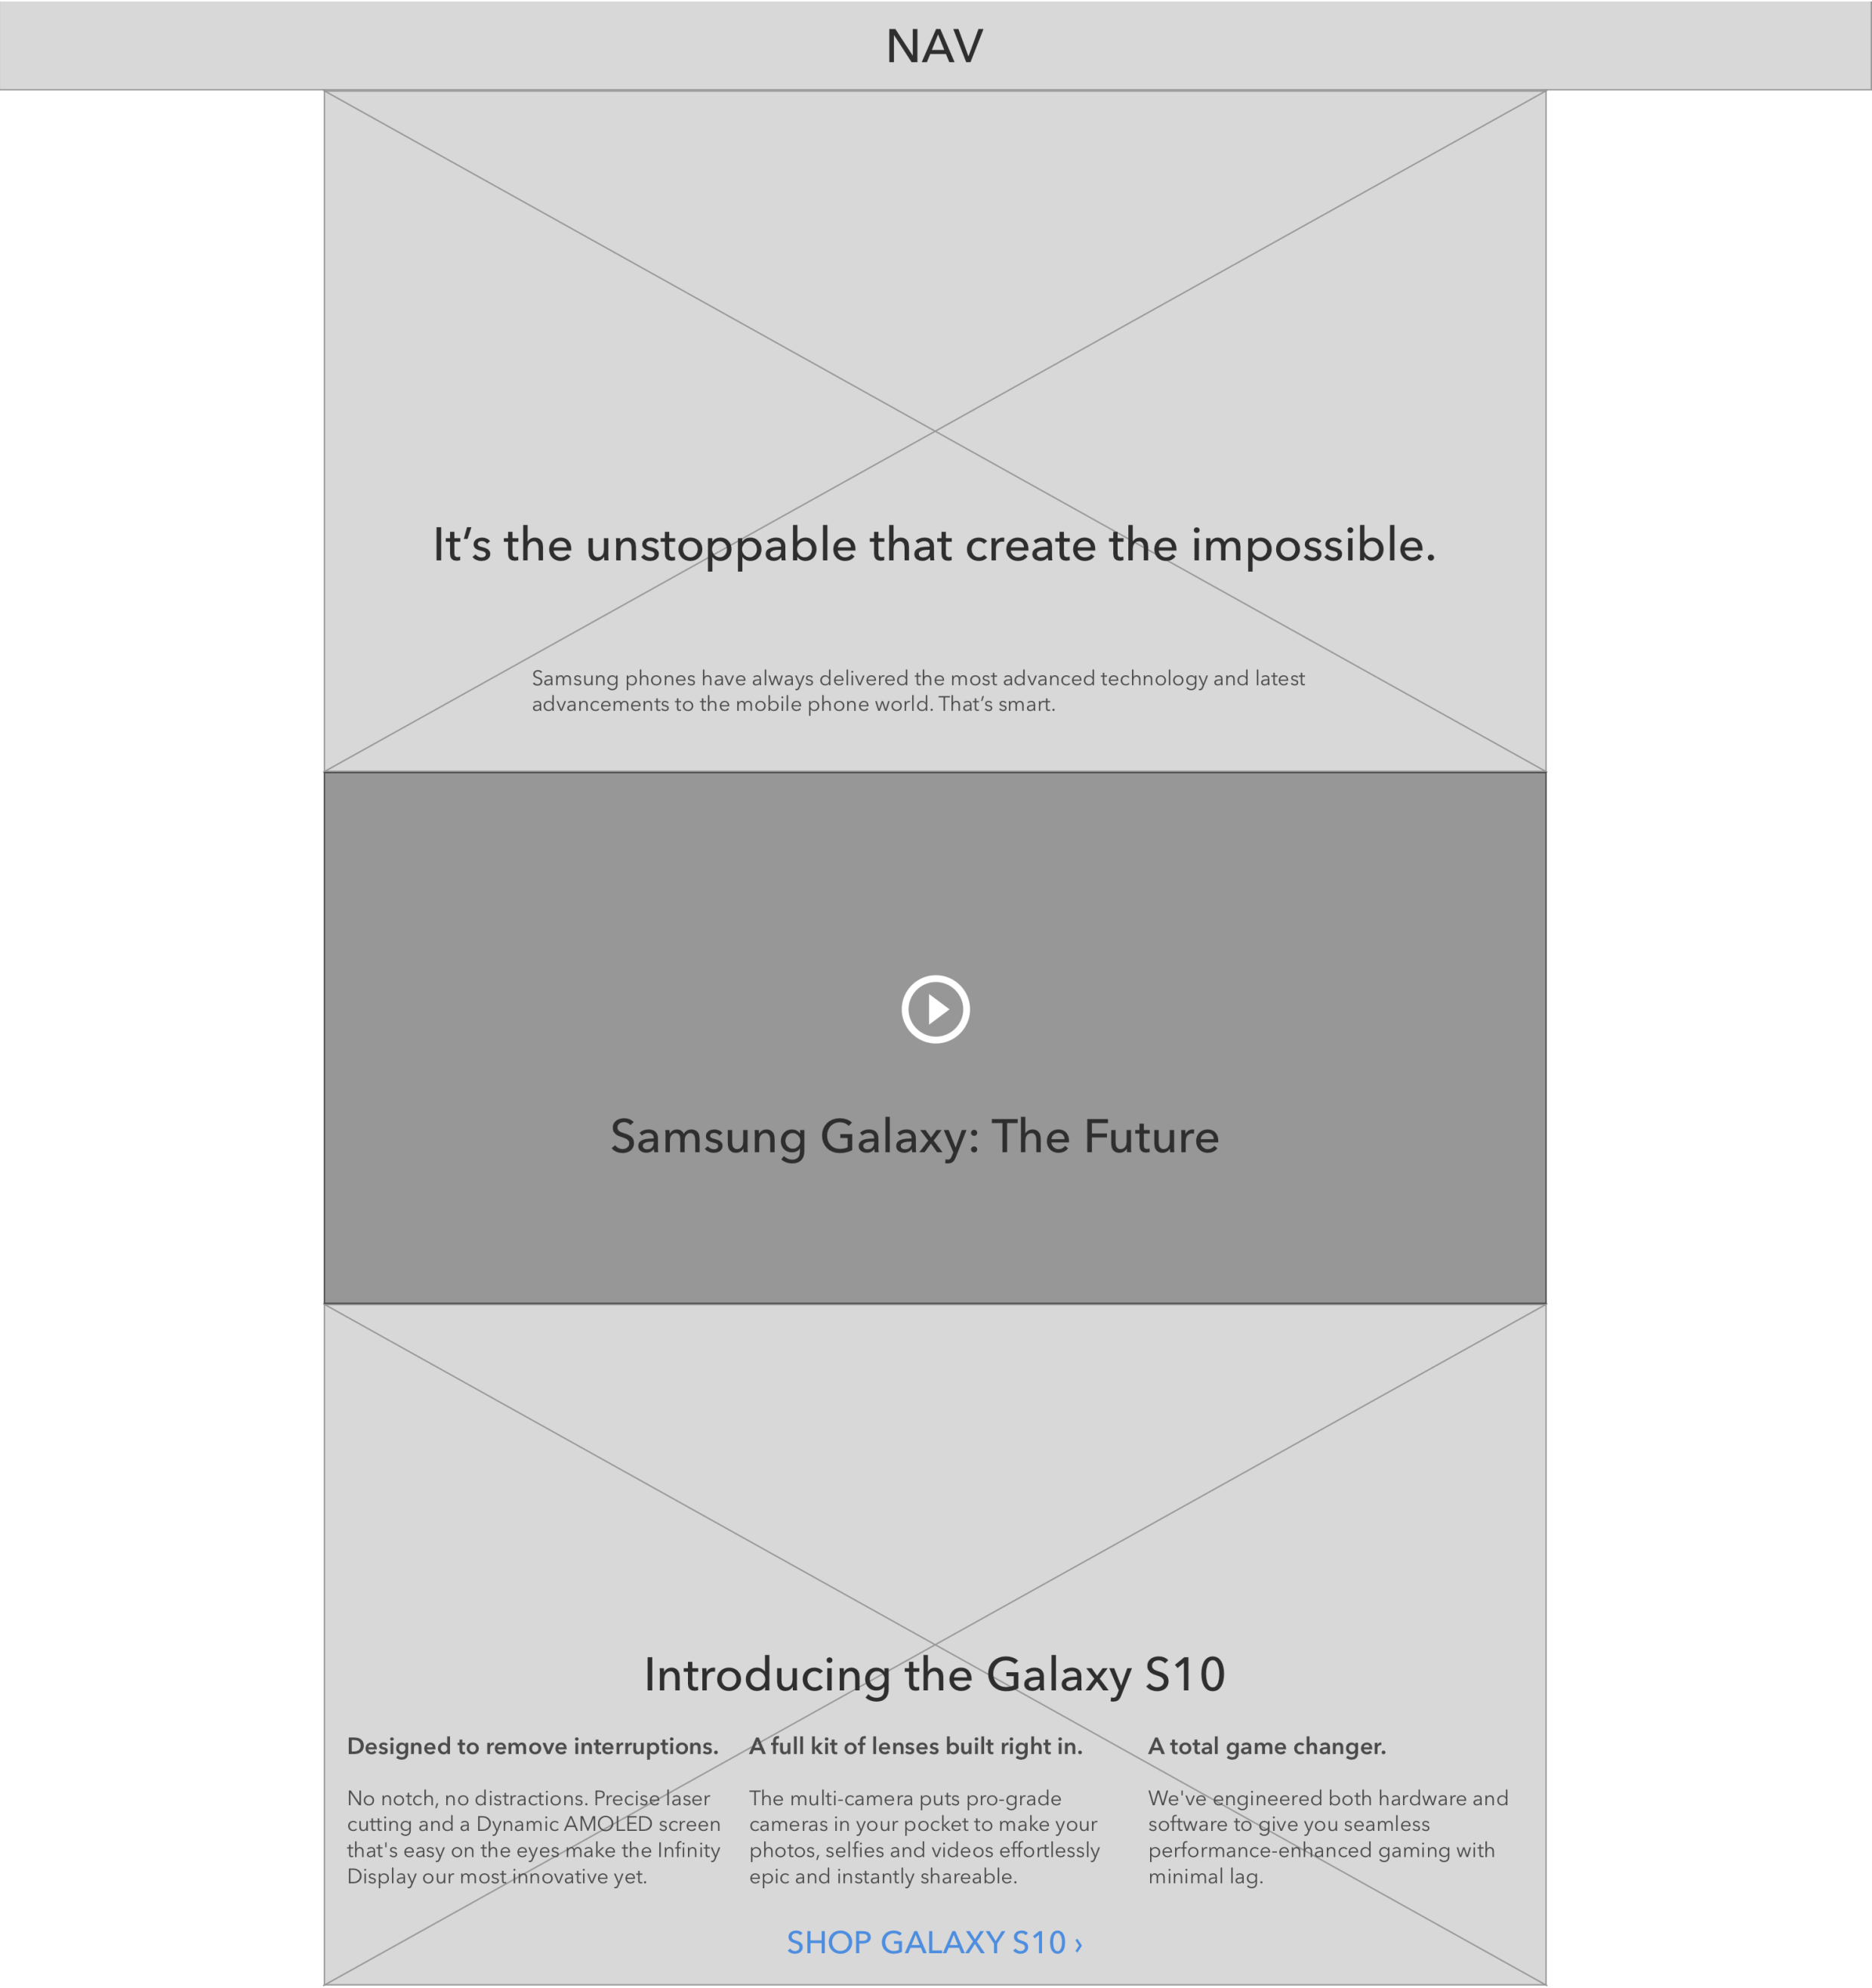 NAV
It’s the unstoppable that create the impossible.
Samsung phones have always delivered the most advanced technology and latest
advancements to the mobile phone world. That’s smart.
Samsung Galaxy: The Future
Introducing the Galaxy S10
Designed to remove interruptions.
No notch, no distractions. Precise laser
cutting and a Dynamic AMOLED screen
that's easy on the eyes make the Infinity
Display our most innovative yet.
A full kit of lenses built right in.
The multi-camera puts pro-grade
cameras in your pocket to make your
photos, selfies and videos effortlessly
epic and instantly shareable.
A total game changer.
We've engineered both hardware and
software to give you seamless
performance-enhanced gaming with
minimal lag.
SHOP GALAXY S10 ›